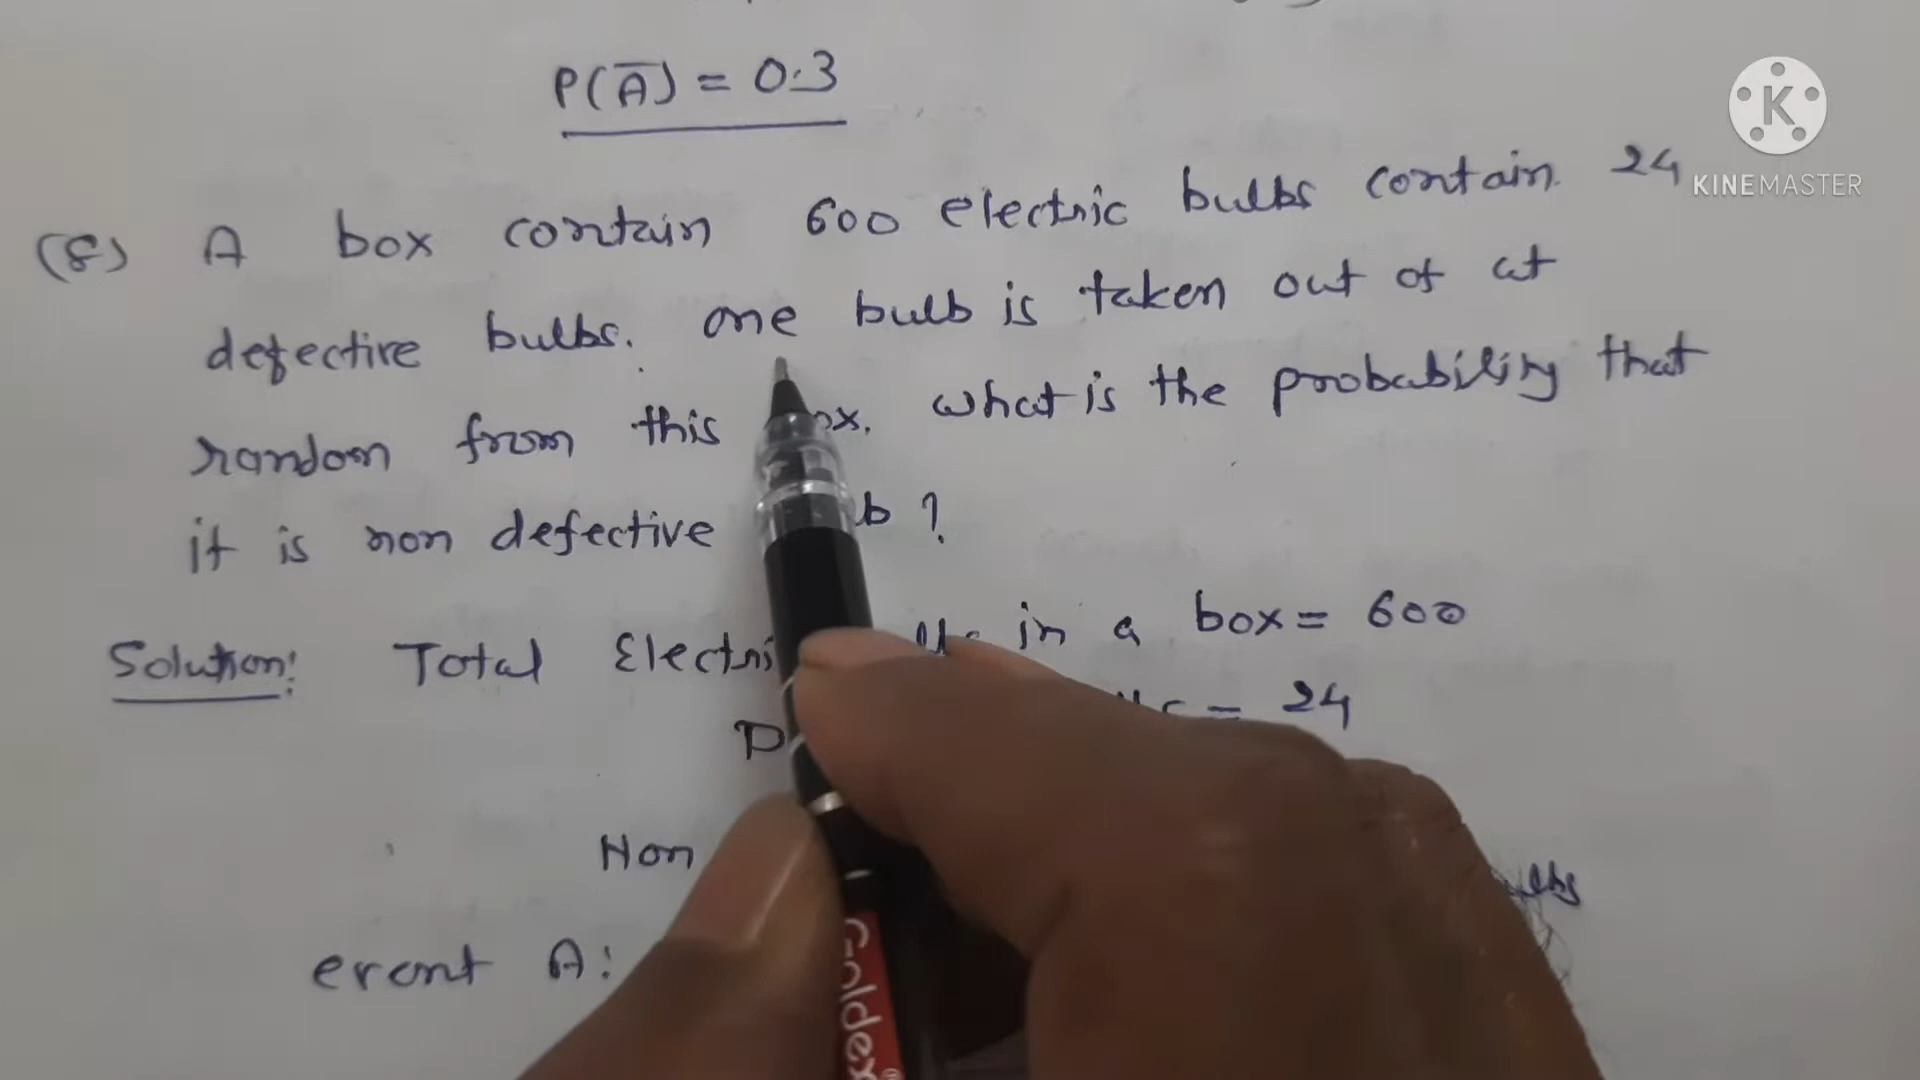 P(A̅) = 0.3
K
KINEMASTER
(8) A box contain 600 electric bulbs contain 24
defective bulbs. one bulb is taken out of at
random from this what is the probability that
it is non defective ?
Solution: Total in a box = 600
= 24
Non
event A:
Goldex